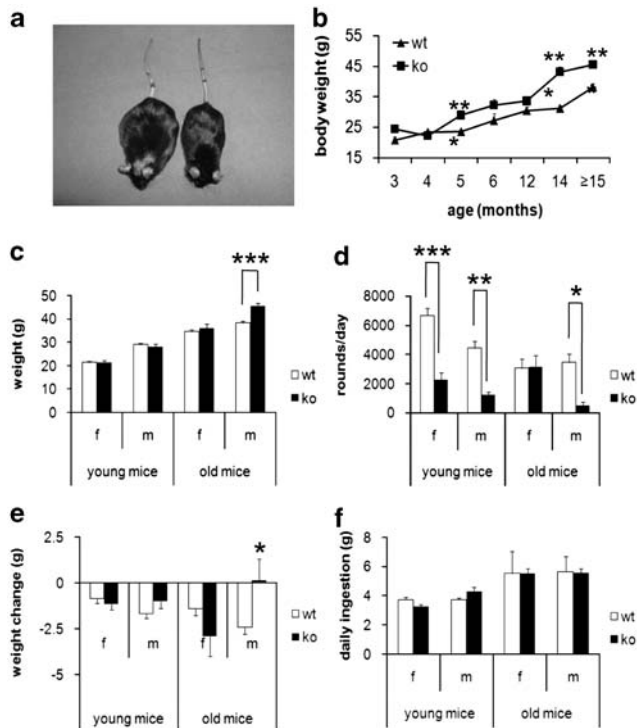 a
b
body weight (g)
45
35
25
15
wt
ko
**
*
**
*
**
3 4 5 6 12 14 ≥15
age (months)
c
weight (g)
50
40
30
20
10
0
***
f m f m
young mice old mice
wt
ko
d
rounds/day
8000
6000
4000
2000
0
***
**
*
f m f m
young mice old mice
wt
ko
e
weight change (g)
2.5
0
-2.5
-5
*
f m f m
young mice old mice
wt
ko
f
daily ingestion (g)
8
6
4
2
0
f m f m
young mice old mice
wt
ko